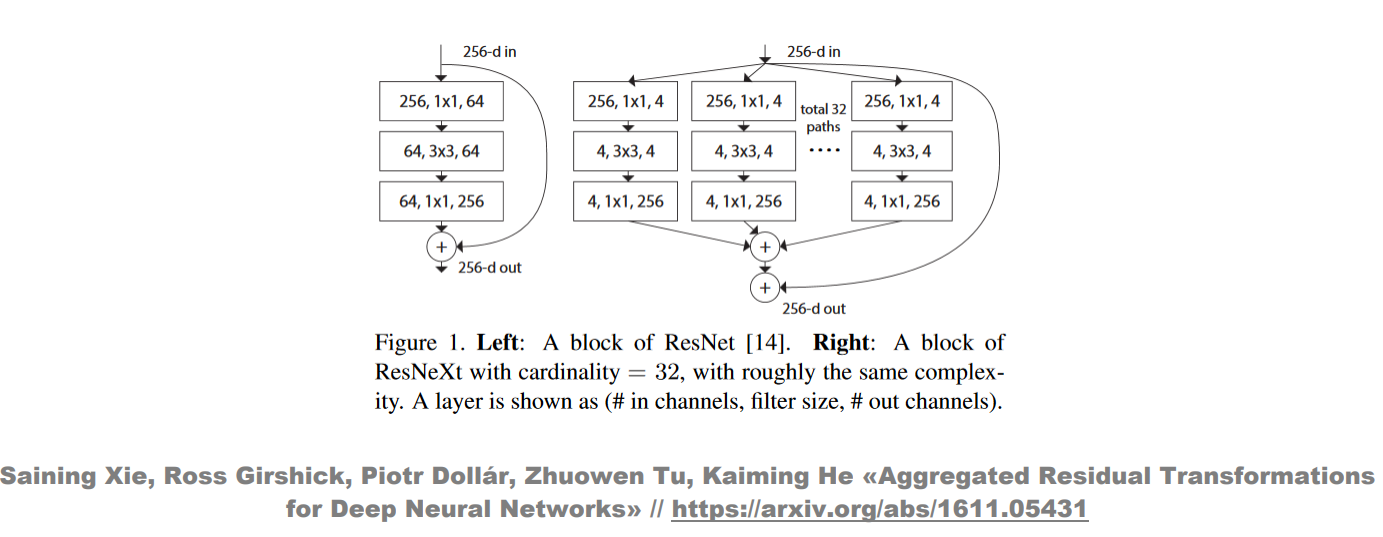 256-d in
256, 1x1, 64
64, 3x3, 64
64, 1x1, 256
+
256-d out
256-d in
256, 1x1, 4
256, 1x1, 4
total 32
paths
....
256, 1x1, 4
4, 3x3, 4
4, 3x3, 4
4, 3x3, 4
4, 1x1, 256
4, 1x1, 256
4, 1x1, 256
+
+
256-d out
Figure 1. Left: A block of ResNet [14]. Right: A block of
ResNeXt with cardinality = 32, with roughly the same complex-
ity. A layer is shown as (# in channels, filter size, # out channels).
Saining Xie, Ross Girshick, Piotr Dollár, Zhuowen Tu, Kaiming He «Aggregated Residual Transformations
for Deep Neural Networks» // https://arxiv.org/abs/1611.05431